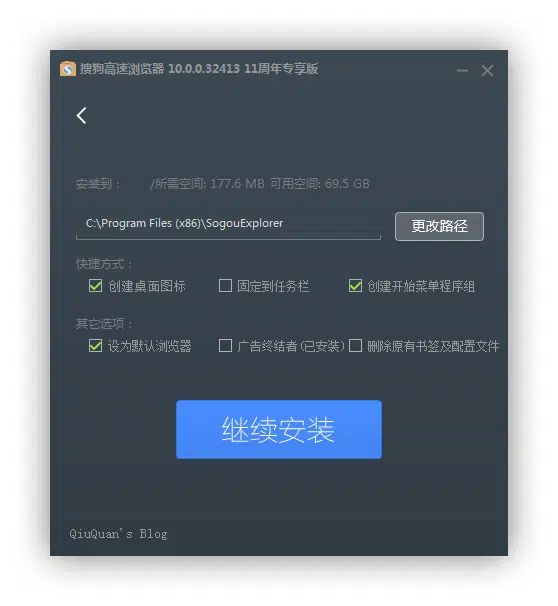 搜狗高速浏览器 10.0.0.32413 11周年专享版
安装到： /所需空间: 177.6 MB 可用空间: 69.5 GB
C:\Program Files (x86)\SogouExplorer
更改路径
快捷方式：
创建桌面图标 固定到任务栏 创建开始菜单程序组
其它选项：
设为默认浏览器 广告终结者(已安装) 删除原有书签及配置文件
继续安装
QiuQuan's Blog